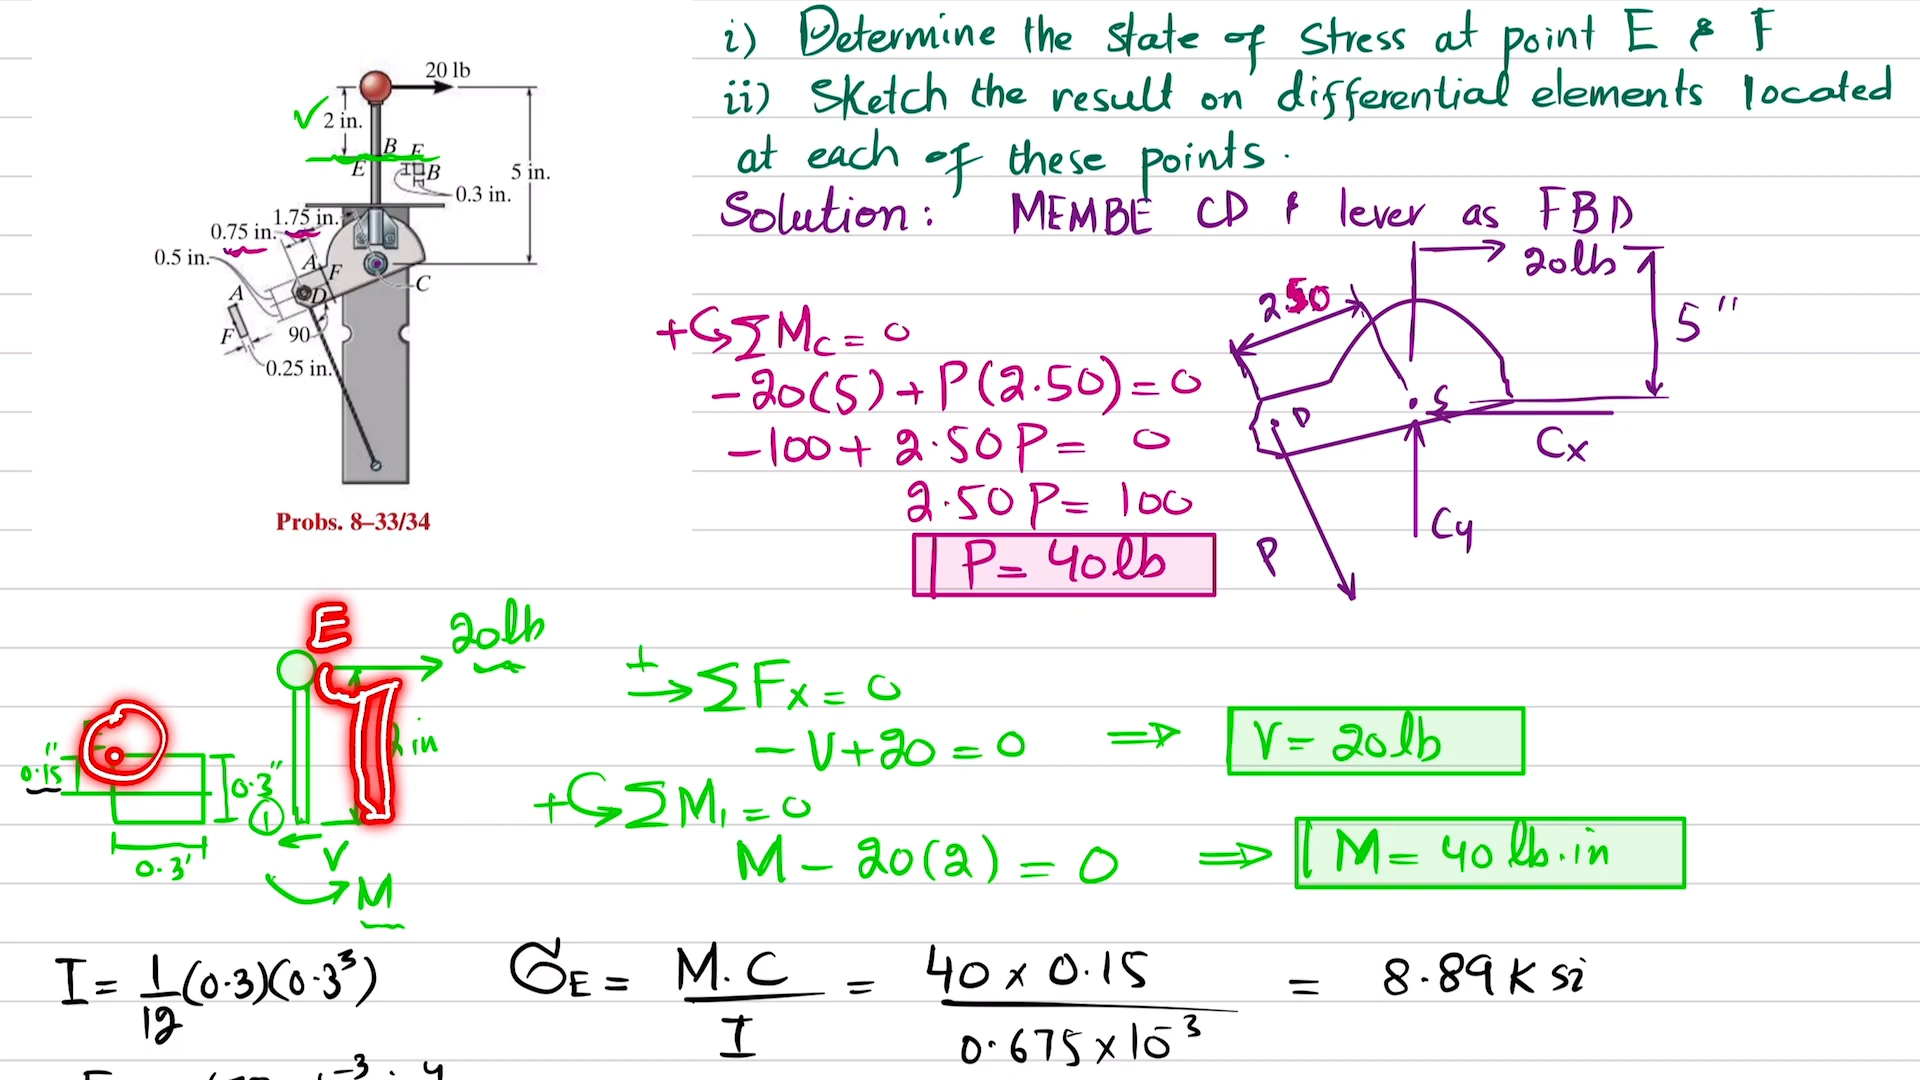 i) Determine the state of stress at point E & F
ii) Sketch the result on differential elements located
at each of these points.
Solution: MEMBE CD & lever as FBD
20 lb
2 in.
B
E
E
B
5 in.
0.3 in.
1.75 in.
0.75 in.
0.5 in.
A
F
C
D
A
F
90
0.25 in.
Probs. 8–33/34
20lb
2.50
5"
D
Cx
Cy
P
+ ΣMc = 0
-20(5) + P(2.50) = 0
-100 + 2.50P = 0
2.50P = 100
P = 40lb
E
20lb
2in
0.15"
0.3"
1
0.3'
V
M
+→ ΣFx = 0
-V+20 = 0 ⇒ V = 20lb
+ ΣM1 = 0
M - 20(2) = 0 ⇒ M = 40 lb.in
I = 1/12 (0.3)(0.3³)
σE = M.C/I = 40 x 0.15 / 0.675 x 10⁻³ = 8.89 Ksi